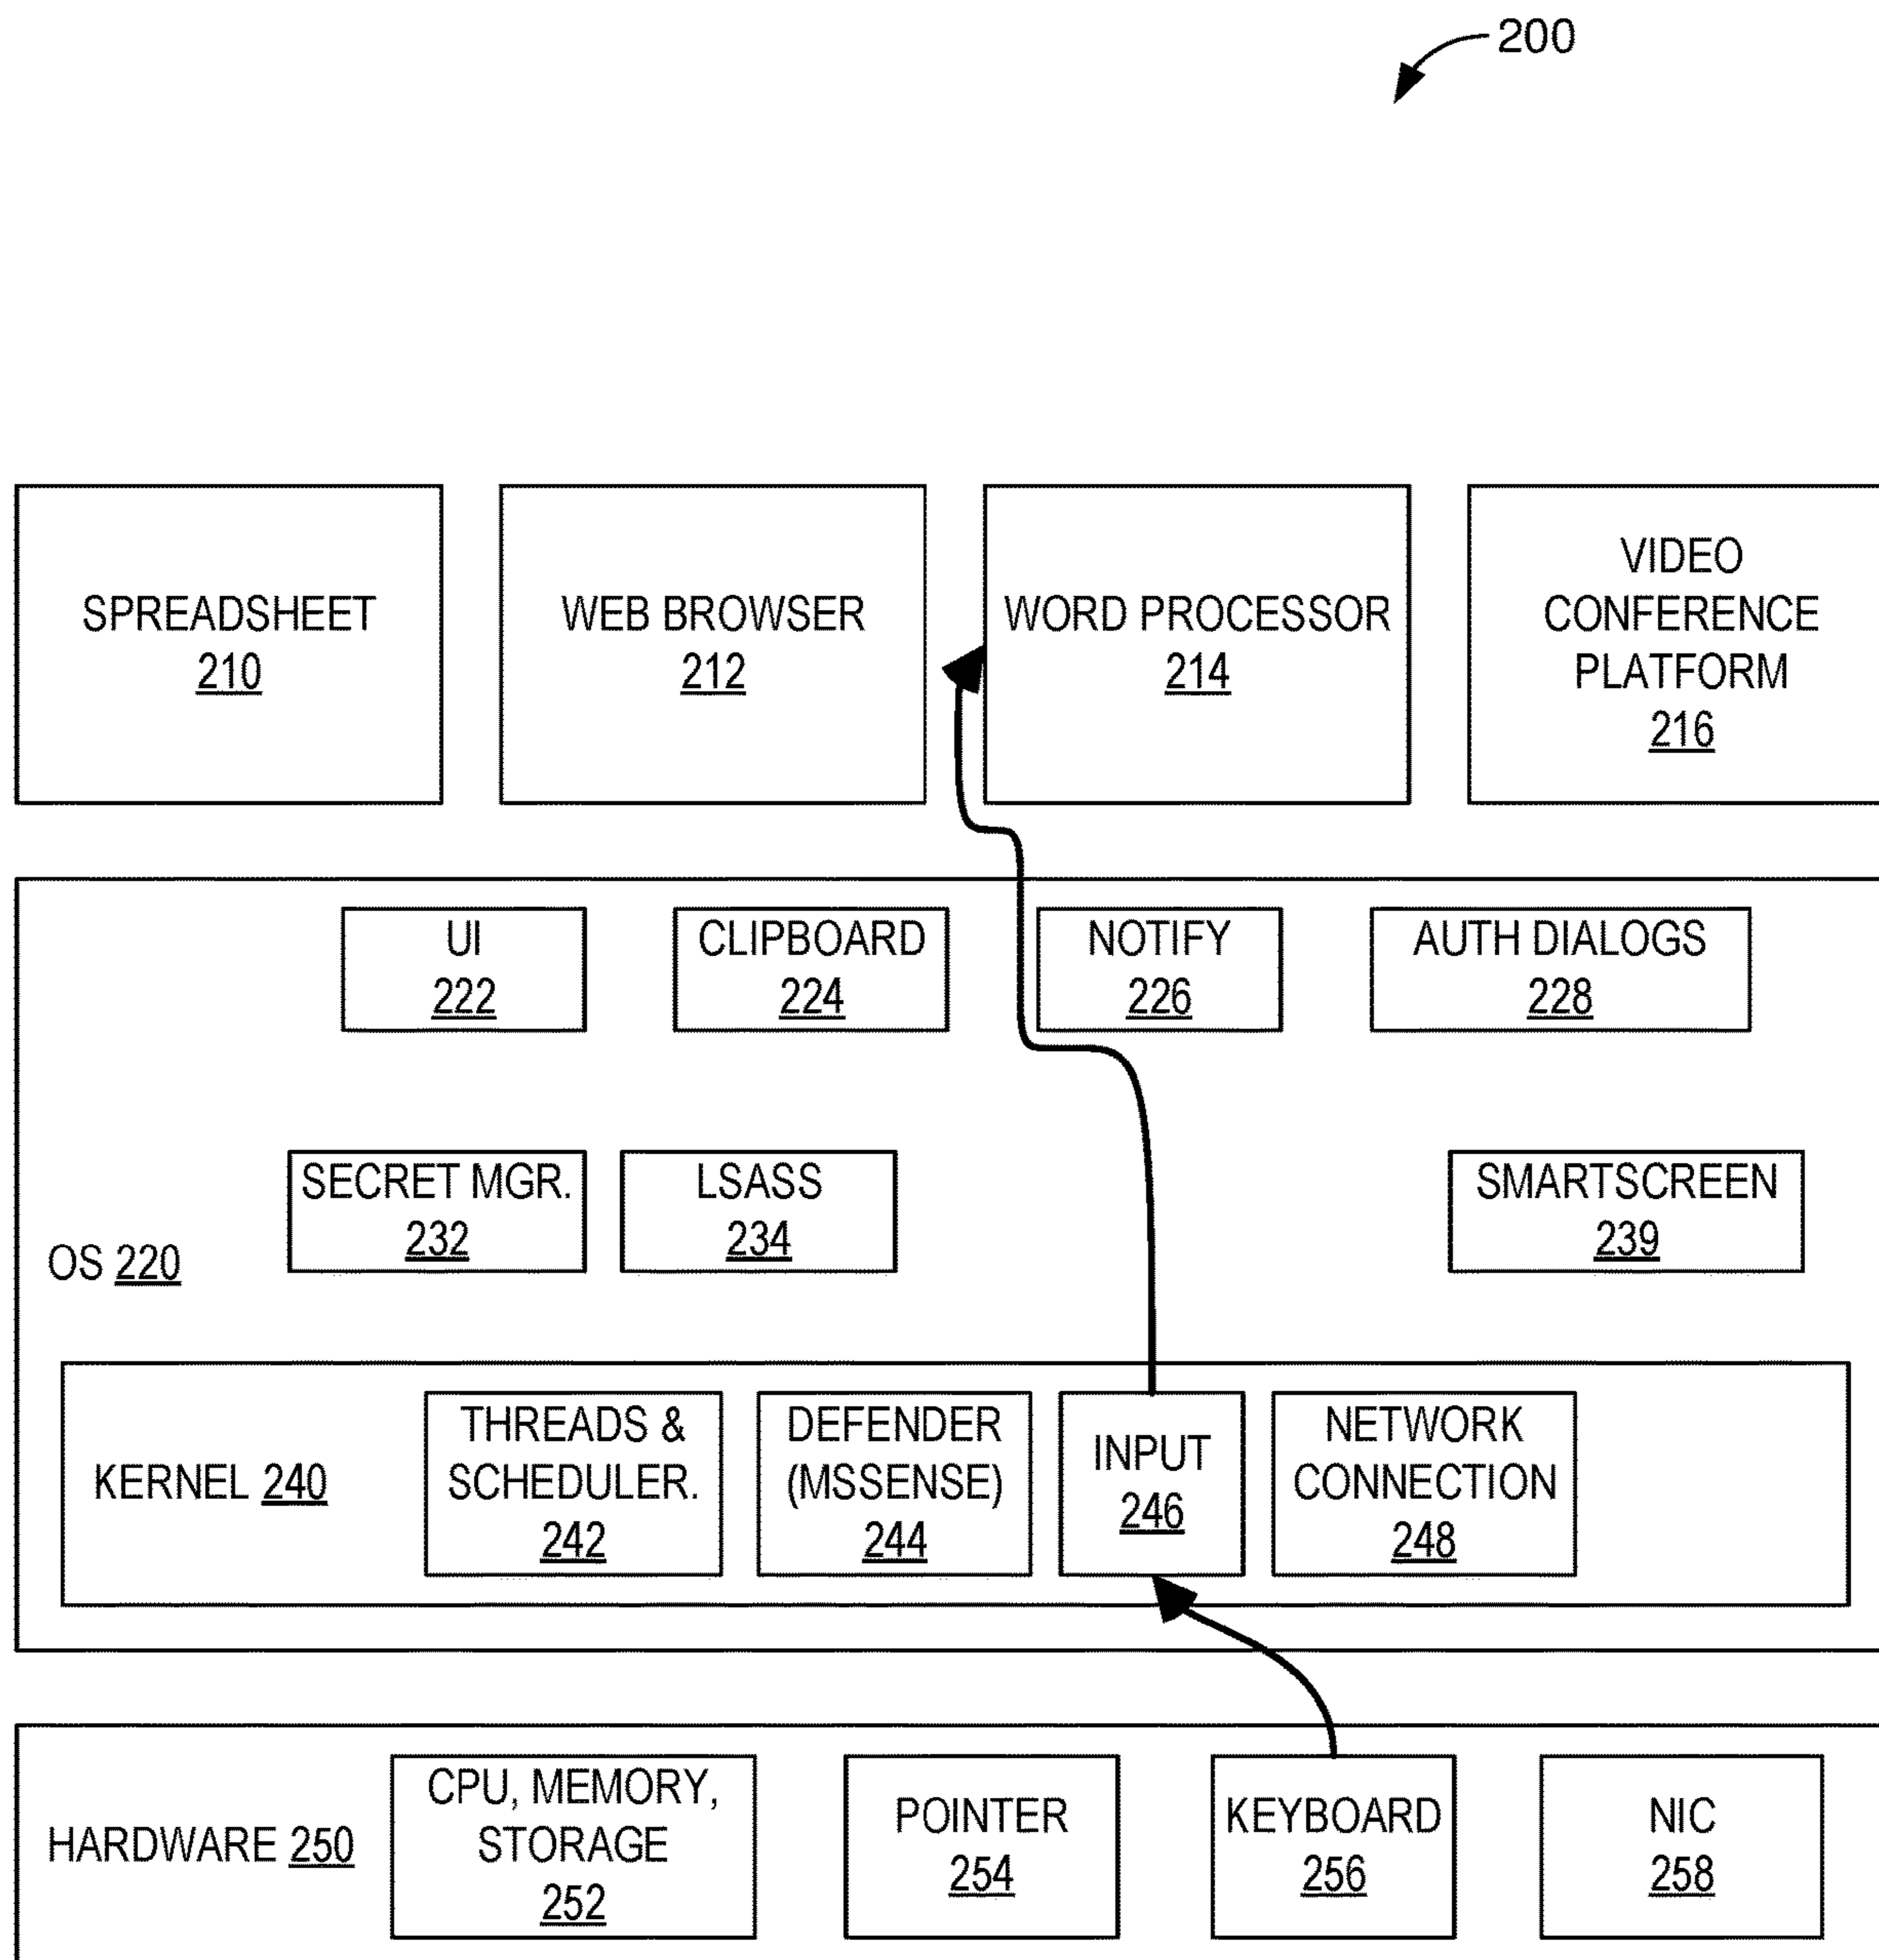 200
SPREADSHEET
210
WEB BROWSER
212
WORD PROCESSOR
214
VIDEO
CONFERENCE
PLATFORM
216
UI
222
CLIPBOARD
224
NOTIFY
226
AUTH DIALOGS
228
SECRET MGR.
232
LSASS
234
SMARTSCREEN
239
OS 220
KERNEL 240
THREADS &
SCHEDULER.
242
DEFENDER
(MSSENSE)
244
INPUT
246
NETWORK
CONNECTION
248
HARDWARE 250
CPU, MEMORY,
STORAGE
252
POINTER
254
KEYBOARD
256
NIC
258